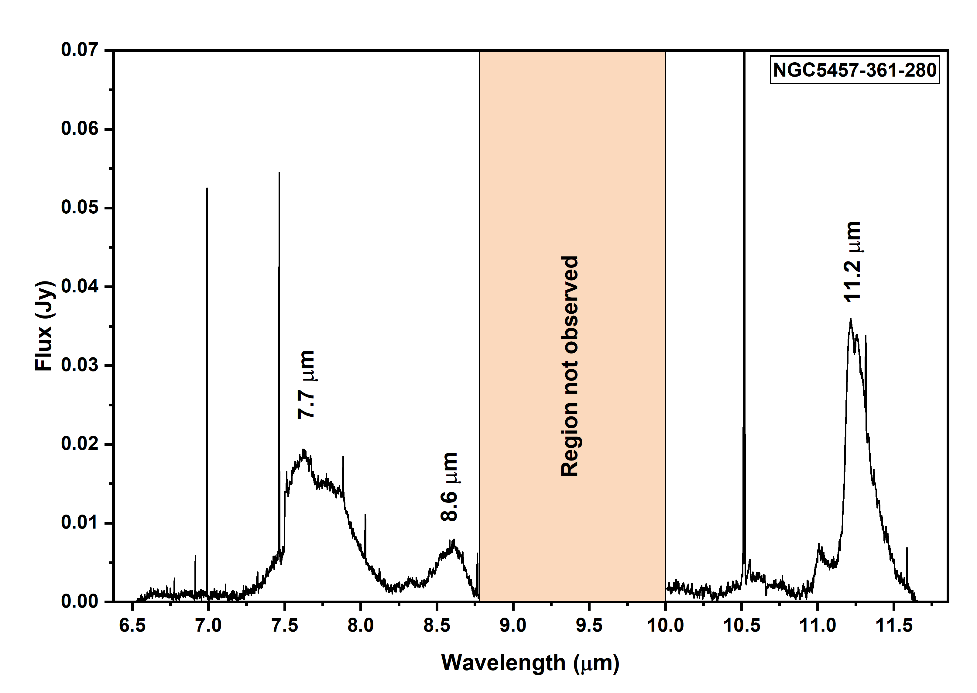 NGC5457-361-280
0.07
0.06
0.05
0.04
0.03
0.02
0.01
0.00
Flux (Jy)
7.7 μm
8.6 μm
Region not observed
11.2 μm
6.5 7.0 7.5 8.0 8.5 9.0 9.5 10.0 10.5 11.0 11.5
Wavelength (μm)